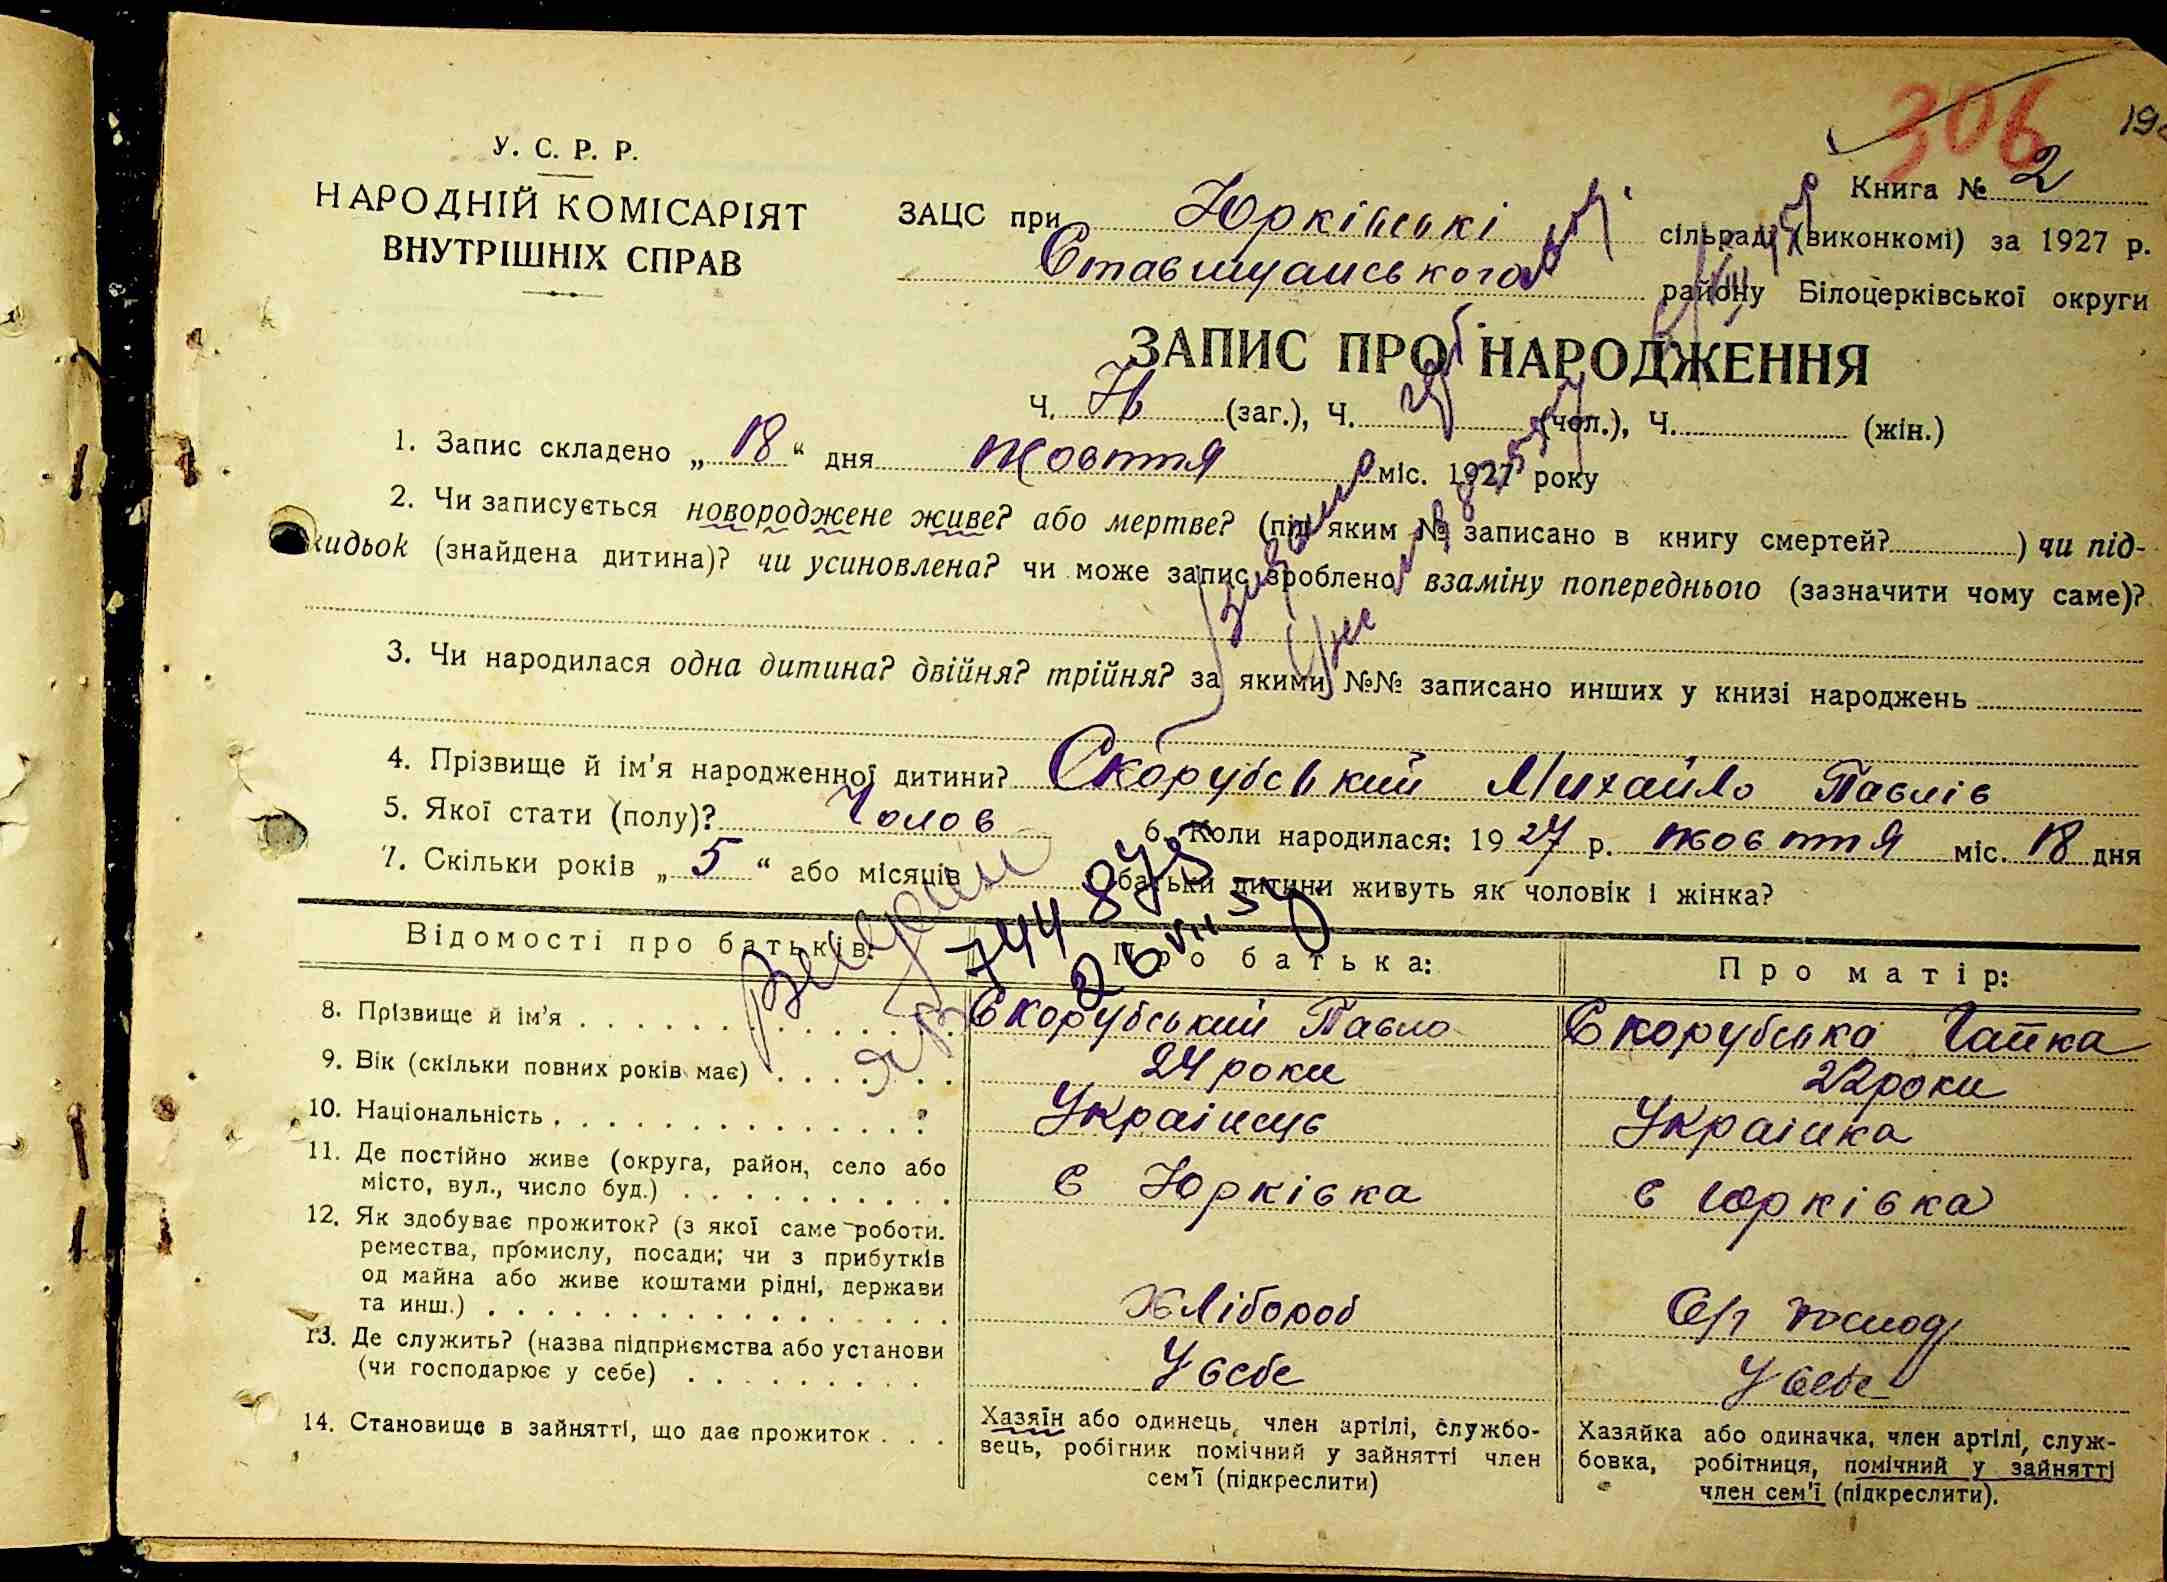 306
У. С. Р. Р.
НАРОДНІЙ КОМІСАРІЯТ
ВНУТРІШНІХ СПРАВ
Книга № 2
ЗАЦС при Юрківські сільраді (виконкомі) за 1927 р.
Ставищанського району Білоцерківської округи
ЗАПИС ПРО НАРОДЖЕННЯ
Ч. (заг.), Ч. (чол.), Ч. (жін.)
1. Запис складено „ 18 “ дня жовтня міс. 1927 року
2. Чи записується новороджене живе? або мертве? (під яким № записано в книгу смертей? ) чи під-
кидьок (знайдена дитина)? чи усиновлена? чи може запис зроблено взаміну попереднього (зазначити чому саме)?
3. Чи народилася одна дитина? двійня? трійня? за якими №№ записано инших у книзі народжень
4. Прізвище й ім'я народженної дитини? Скорубський Михайло Павлів
5. Якої стати (полу)? Чолов 6. Коли народилася: 19 27 р. жовтня міс. 18 дня
7. Скільки років „ 5 “ або місяців батьки дитини живуть як чоловік і жінка?
744875
Відомості про батьків: Про батька: Про матір:
8. Прізвище й ім'я Скорубський Павло Скорубська Гапка
9. Вік (скільки повних років має) 24 роки 22 роки
10. Національність Українець Українка
11. Де постійно живе (округа, район, село або
місто, вул., число буд.) с Юрківка с Юрківка
12. Як здобуває прожиток? (з якої саме роботи.
ремества, промислу, посади; чи з прибутків
од майна або живе коштами рідні, держави
та инш.) Хлібороб
13. Де служить? (назва підприємства або установи
(чи господарює у себе) У себе У себе
14. Становище в зайнятті, що дає прожиток . . .
Хазяїн або одинець, член артілі, службо-
вець, робітник помічний у зайнятті член
сем'ї (підкреслити)
Хазяйка або одиначка, член артілі, служ-
бовка, робітниця, помічний у зайнятті
член сем'ї (підкреслити).